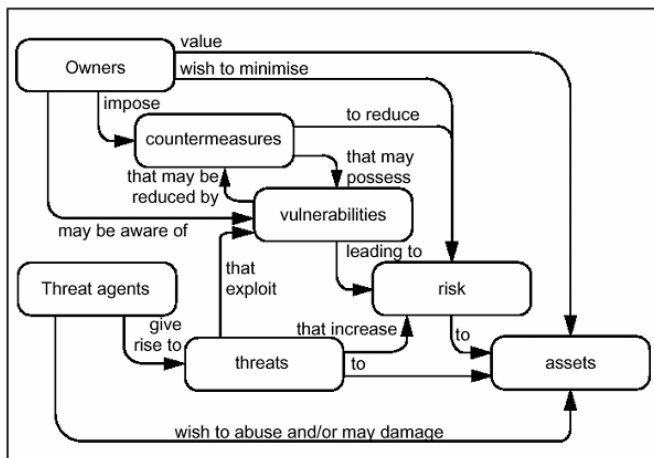 value
Owners
wish to minimise
impose
to reduce
countermeasures
that may
possess
that may be
reduced by
vulnerabilities
may be aware of
leading to
that
exploit
Threat agents
risk
give
rise to
that increase
to
threats
to
assets
wish to abuse and/or may damage